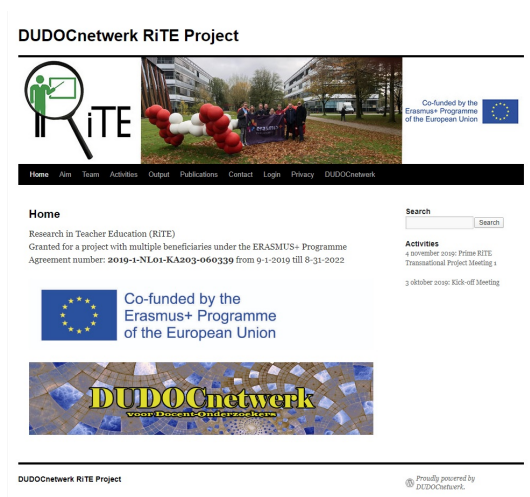 DUDOCnetwerk RiTE Project
RiTE
Erasmus+
Co-funded by the
Erasmus+ Programme
of the European Union
Home Aim Team Activities Output Publications Contact Login Privacy DUDOCnetwerk
Home
Research in Teacher Education (RiTE)
Granted for a project with multiple beneficiaries under the ERASMUS+ Programme
Agreement number: 2019-1-NL01-KA203-060339 from 9-1-2019 till 8-31-2022
Co-funded by the
Erasmus+ Programme
of the European Union
DUDOCnetwerk
voor Docent-Onderzoekers
Search
Search
Activities
4 november 2019: Prime RITE
Transnational Project Meeting 1
3 oktober 2019: Kick-off Meeting
DUDOCnetwerk RiTE Project
Proudly powered by
DUDOCnetwerk.